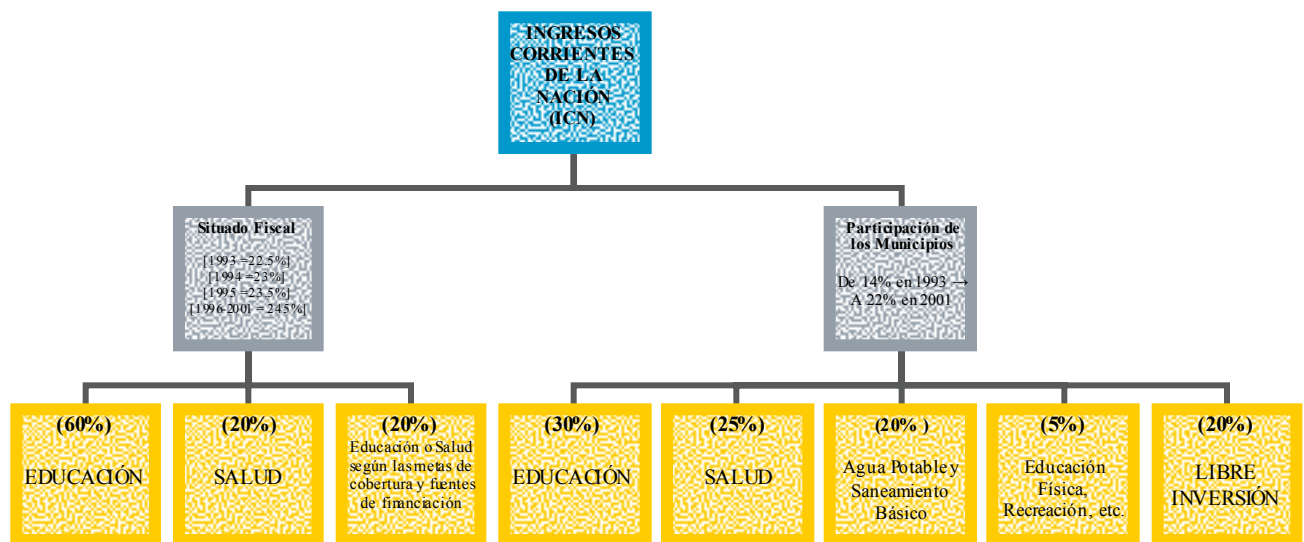 INGRESOS
CORRIENTES
DE LA
NACIÓN
(ICN)
Situado Fiscal
[1993 =22.5%]
[1994 =23%]
[1995 =23.5%]
[1996-2001 = 24.5%]
Participación de
los Municipios
De 14% en 1993 →
A 22% en 2001
(60%)
EDUCACIÓN
(20%)
SALUD
(20%)
Educación o Salud
según las metas de
cobertura y fuentes
de financiación
(30%)
EDUCACIÓN
(25%)
SALUD
(20% )
Agua Potable y
Saneamiento
Básico
(5%)
Educación
Física,
Recreación, etc.
(20%)
LIBRE
INVERSIÓN